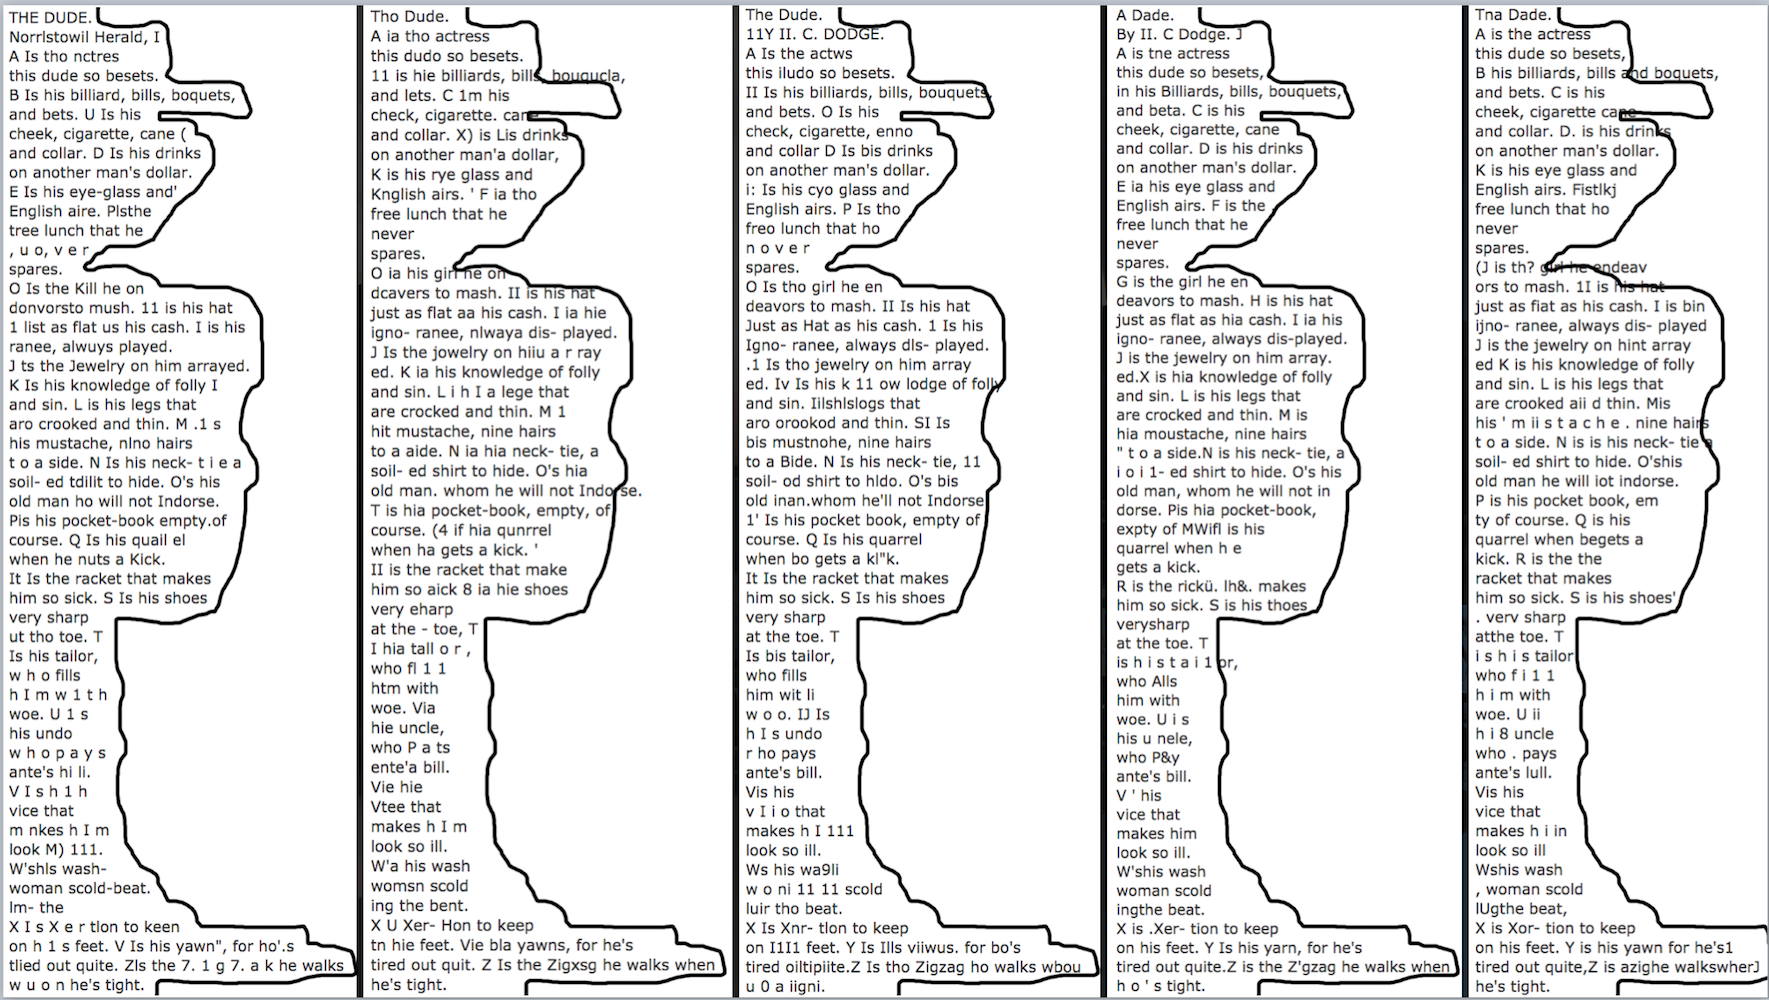 THE DUDE.
Norrlstowil Herald, I
A Is tho nctres
this dude so besets.
B Is his billiard, bills, boquets,
and bets. U Is his
cheek, cigarette, cane (
and collar. D Is his drinks
on another man's dollar.
E Is his eye-glass and'
English aire. Plsthe
tree lunch that he
, u o, v e r
spares.
O Is the Kill he on
donvorsto mush. 11 is his hat
1 list as flat us his cash. I is his
ranee, alwuys played.
J ts the Jewelry on him arrayed.
K Is his knowledge of folly I
and sin. L is his legs that
aro crooked and thin. M .1 s
his mustache, nlno hairs
t o a side. N Is his neck- t i e a
soil- ed tdilit to hide. O's his
old man ho will not Indorse.
Pis his pocket-book empty.of
course. Q Is his quail el
when he nuts a Kick.
It Is the racket that makes
him so sick. S Is his shoes
very sharp
ut tho toe. T
Is his tailor,
w h o fills
h I m w 1 t h
woe. U 1 s
his undo
w h o p a y s
ante's hi li.
V I s h 1 h
vice that
m nkes h I m
look M) 111.
W'shls wash-
woman scold-beat.
Im- the
X I s X e r tlon to keen
on h 1 s feet. V Is his yawn", for ho'.s
tlied out quite. Zls the 7. 1 g 7. a k he walks
w u o n he's tight.
Tho Dude.
A ia tho actress
this dudo so besets.
11 is hie billiards, bills, bouqucla,
and lets. C 1m his
check, cigarette. cane
and collar. X) is Lis drinks
on another man'a dollar,
K is his rye glass and
Knglish airs. ' F ia tho
free lunch that he
never
spares.
O ia his girl he on
dcavers to mash. II is his hat
just as flat aa his cash. I ia hie
igno- ranee, nlwaya dis- played.
J Is the jowelry on hiiu a r ray
ed. K ia his knowledge of folly
and sin. L i h I a lege that
are crocked and thin. M 1
hit mustache, nine hairs
to a aide. N ia hia neck- tie, a
soil- ed shirt to hide. O's hia
old man. whom he will not Indorse.
T is hia pocket-book, empty, of
course. (4 if hia qunrrel
when ha gets a kick. '
II is the racket that make
him so aick 8 ia hie shoes
very eharp
at the - toe, T
I hia tall o r ,
who fl 1 1
htm with
woe. Via
hie uncle,
who P a ts
ente'a bill.
Vie hie
Vtee that
makes h I m
look so ill.
W'a his wash
womsn scold
ing the bent.
X U Xer- Hon to keep
tn hie feet. Vie bla yawns, for he's
tired out quit. Z Is the Zigxsg he walks when
he's tight.
The Dude.
11Y II. C. DODGE.
A Is the actws
this iludo so besets.
II Is his billiards, bills, bouquets,
and bets. O Is his
check, cigarette, enno
and collar D Is bis drinks
on another man's dollar.
i: Is his cyo glass and
English airs. P Is tho
freo lunch that ho
n o v e r
spares.
O Is tho girl he en
deavors to mash. II Is his hat
Just as Hat as his cash. 1 Is his
Igno- ranee, always dls- played.
.1 Is tho jewelry on him array
ed. Iv Is his k 11 ow lodge of folly
and sin. Iilshlslogs that
aro orookod and thin. SI Is
bis mustnohe, nine hairs
to a Bide. N Is his neck- tie, 11
soil- od shirt to hldo. O's bis
old inan.whom he'll not Indorse
1' Is his pocket book, empty of
course. Q Is his quarrel
when bo gets a kl"k.
It Is the racket that makes
him so sick. S Is his shoes
very sharp
at the toe. T
Is bis tailor,
who fills
him wit li
w o o. IJ Is
h I s undo
r ho pays
ante's bill.
Vis his
v I i o that
makes h I 111
look so ill.
Ws his wa9li
w o ni 11 11 scold
luir tho beat.
X Is Xnr- tlon to keep
on I1I1 feet. Y Is Ills viiwus. for bo's
tired oiltipiite.Z Is tho Zigzag ho walks wbou
u 0 a iigni.
A Dade.
By II. C Dodge. J
A is tne actress
this dude so besets,
in his Billiards, bills, bouquets,
and beta. C is his
cheek, cigarette, cane
and collar. D is his drinks
on another man's dollar.
E ia his eye glass and
English airs. F is the
free lunch that he
never
spares.
G is the girl he en
deavors to mash. H is his hat
just as flat as hia cash. I ia his
igno- ranee, always dis-played.
J is the jewelry on him array.
ed.X is hia knowledge of folly
and sin. L is his legs that
are crocked and thin. M is
hia moustache, nine hairs
" t o a side.N is his neck- tie, a
i o i 1- ed shirt to hide. O's his
old man, whom he will not in
dorse. Pis hia pocket-book,
expty of MWifl is his
quarrel when h e
gets a kick.
R is the rickü. lh&. makes
him so sick. S is his thoes
verysharp
at the toe. T
is h i s t a i 1 or,
who Alls
him with
woe. U i s
his u nele,
who P&y
ante's bill.
V ' his
vice that
makes him
look so ill.
W'shis wash
woman scold
ingthe beat.
X is .Xer- tion to keep
on his feet. Y Is his yarn, for he's
tired out quite.Z is the Z'gzag he walks when
h o ' s tight.
Tna Dade.
A is the actress
this dude so besets,
B his billiards, bills and boquets,
and bets. C is his
cheek, cigarette cane
and collar. D. is his drinks
on another man's dollar.
K is his eye glass and
English airs. Fistlkj
free lunch that ho
never
spares.
(J is th? girl he endeav
ors to mash. 1I is his hat
just as fiat as his cash. I is bin
ijno- ranee, always dis- played
J is the jewelry on hint array
ed K is his knowledge of folly
and sin. L is his legs that
are crooked aii d thin. Mis
his ' m ii s t a c h e . nine hairs
t o a side. N is is his neck- tie a
soil- ed shirt to hide. O'shis
old man he will iot indorse.
P is his pocket book, em
ty of course. Q is his
quarrel when begets a
kick. R is the the
racket that makes
him so sick. S is his shoes'
. verv sharp
atthe toe. T
i s h i s tailor
who f i 1 1
h i m with
woe. U ii
h i 8 uncle
who . pays
ante's lull.
Vis his
vice that
makes h i in
look so ill
Wshis wash
, woman scold
lUgthe beat,
X is Xor- tion to keep
on his feet. Y is his yawn for he's1
tired out quite,Z is azighe walkswherJ
he's tight.